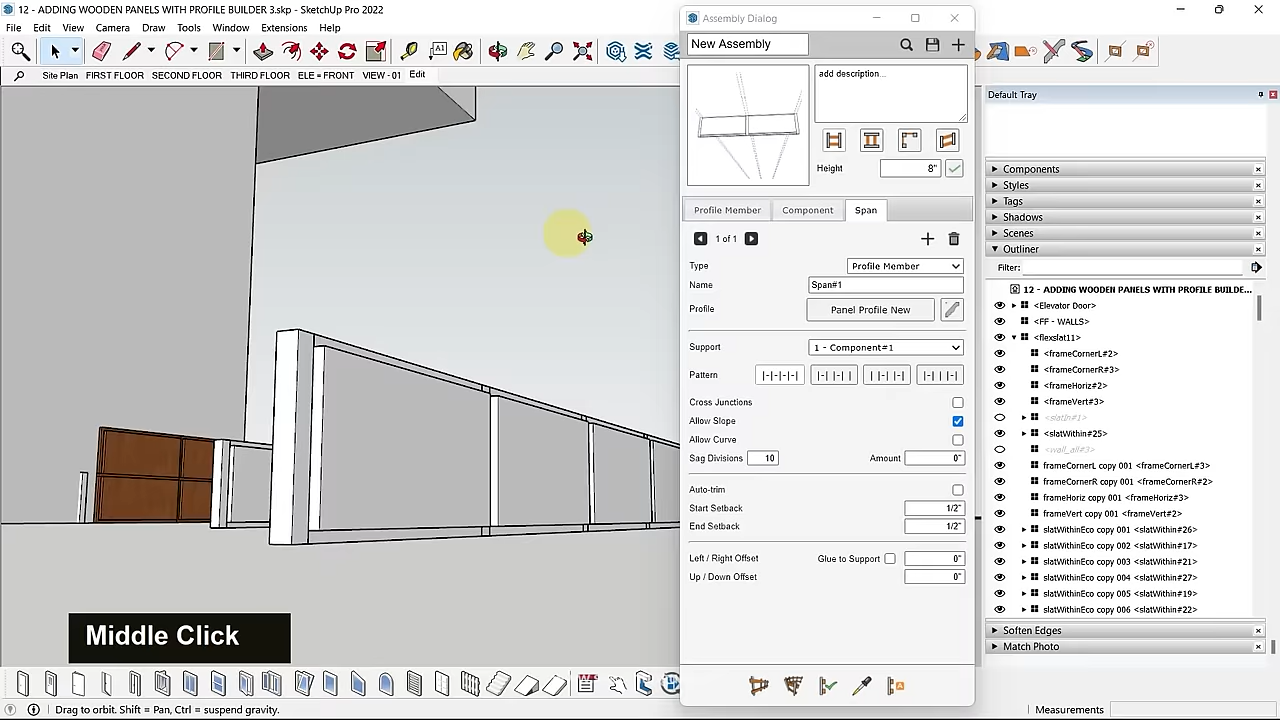 12 - ADDING WOODEN PANELS WITH PROFILE BUILDER 3.skp - SketchUp Pro 2022
File Edit View Camera Draw Tools Window Extensions Help
Site Plan FIRST FLOOR SECOND FLOOR THIRD FLOOR ELE = FRONT VIEW - 01 Edit
Assembly Dialog
New Assembly
add description...
Height 8"
Profile Member Component Span
1 of 1
Type Profile Member
Name Span#1
Profile Panel Profile New
Support 1 - Component#1
Pattern
Cross Junctions
Allow Slope
Allow Curve
Sag Divisions 10 Amount 0"
Auto-trim
Start Setback 1/2"
End Setback 1/2"
Left / Right Offset Glue to Support 0"
Up / Down Offset 0"
Default Tray
Components
Styles
Tags
Shadows
Scenes
Outliner
Filter:
12 - ADDING WOODEN PANELS WITH PROFILE BUILDE...
<Elevator Door>
<FF - WALLS>
<flexslat11>
<frameCornerL#2>
<frameCornerR#3>
<frameHoriz#2>
<frameVert#3>
<slatIn#1>
<slatWithin#25>
<wall_all#3>
frameCornerL copy 001 <frameCornerL#3>
frameCornerR copy 001 <frameCornerR#2>
frameHoriz copy 001 <frameHoriz#3>
frameVert copy 001 <frameVert#2>
slatWithinEco copy 001 <slatWithin#26>
slatWithinEco copy 002 <slatWithin#17>
slatWithinEco copy 003 <slatWithin#21>
slatWithinEco copy 004 <slatWithin#27>
slatWithinEco copy 005 <slatWithin#19>
slatWithinEco copy 006 <slatWithin#22>
Soften Edges
Match Photo
Middle Click
Drag to orbit. Shift = Pan, Ctrl = suspend gravity.
Measurements